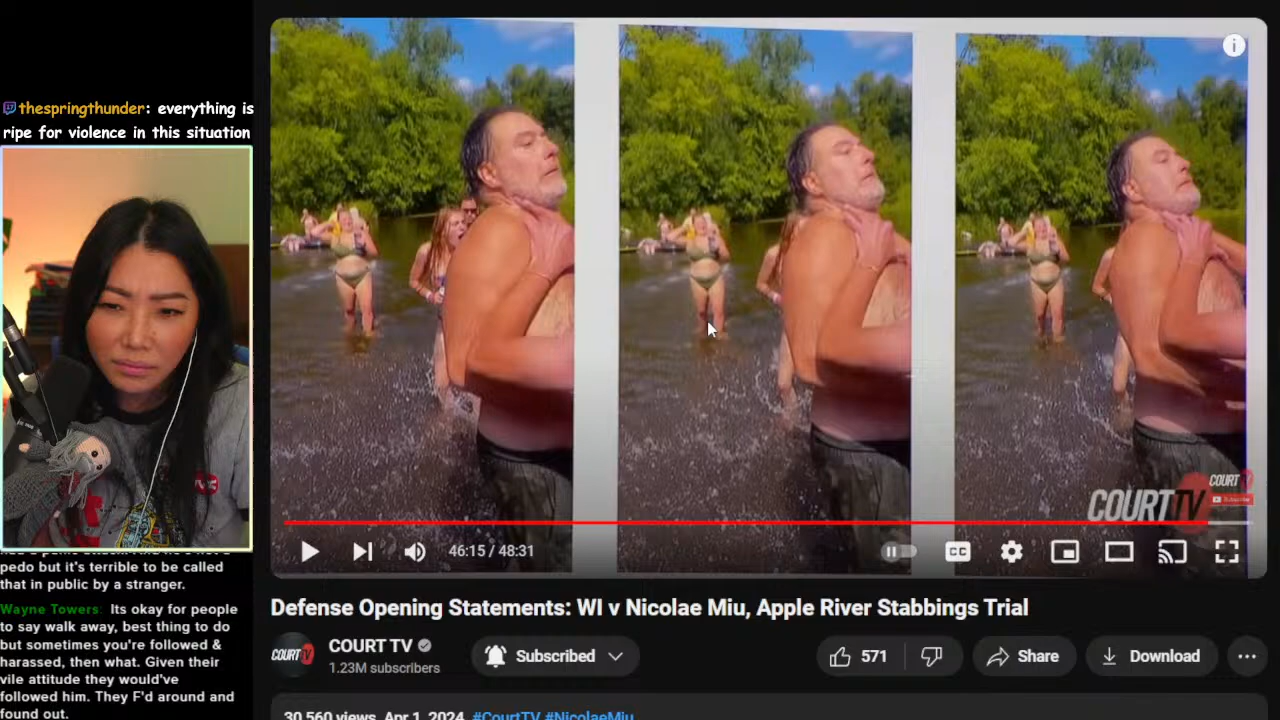 thespringthunder: everything is
ripe for violence in this situation
pedo but it's terrible to be called
that in public by a stranger.
Wayne Towers: Its okay for people
to say walk away, best thing to do
but sometimes you're followed &
harassed, then what. Given their
vile attitude they would've
followed him. They F'd around and
found out.
COURT TV
COURT TV
Subscribe
46:15 / 48:31
CC
Defense Opening Statements: WI v Nicolae Miu, Apple River Stabbings Trial
COURT TV
COURT TV
1.23M subscribers
Subscribed
571
Share
Download
30,560 views Apr 1, 2024 #CourtTV #NicolaeMiu